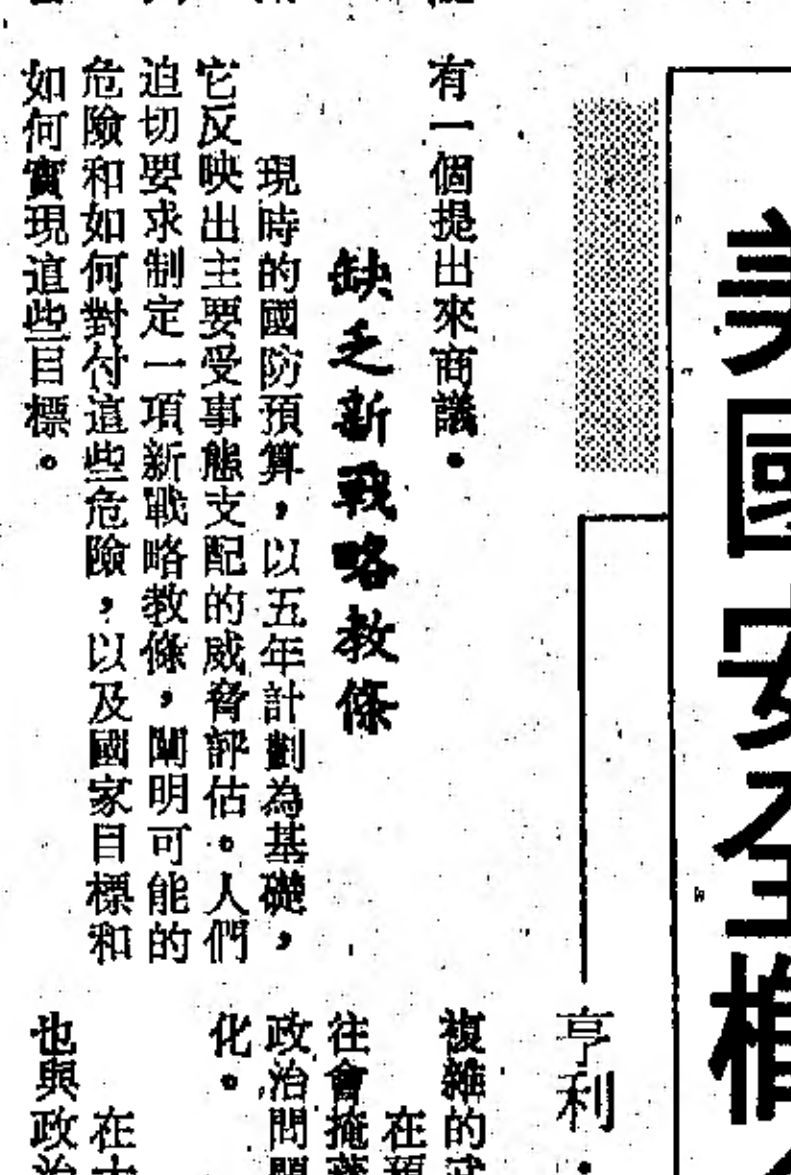 美國安全
亨利·
有一個提出來商議。
缺乏新戰略教條
現時的國防預算，以五年計劃為基礎，
它反映出主要受事態支配的威脅評估。人們
迫切要求制定一項新戰略教條，闡明可能的
危險和如何對付這些危險，以及國家目標和
如何實現這些目標。
複雜的
在
往會掩
政治問
化。
在
也與政治